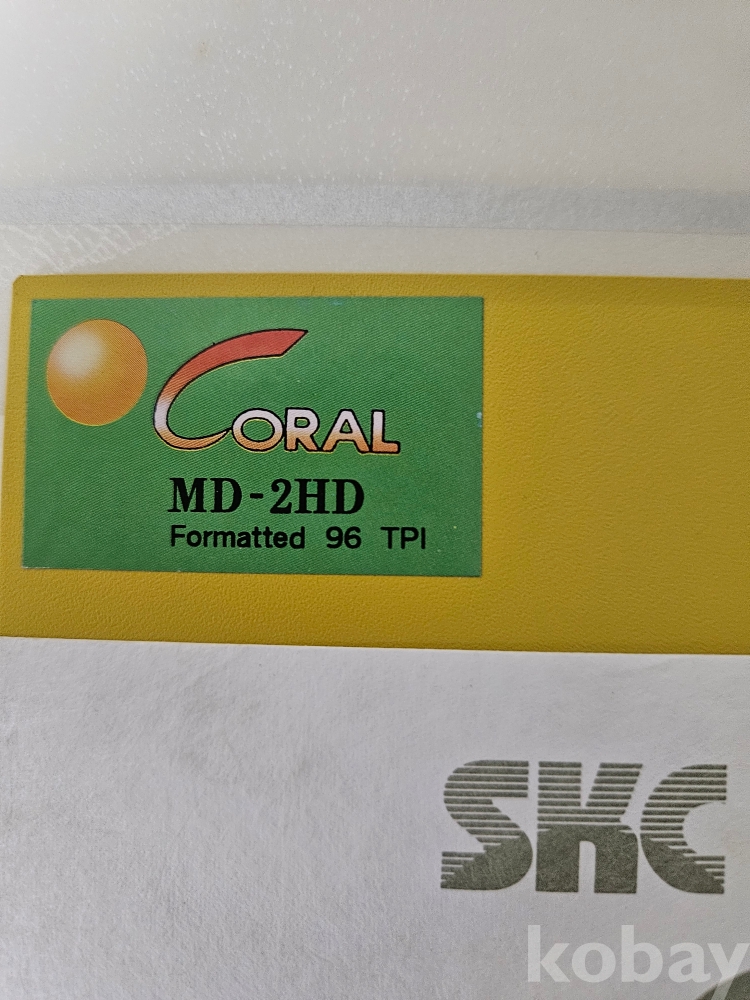 CORAL
MD-2HD
Formatted 96 TPI
SKC
kobay